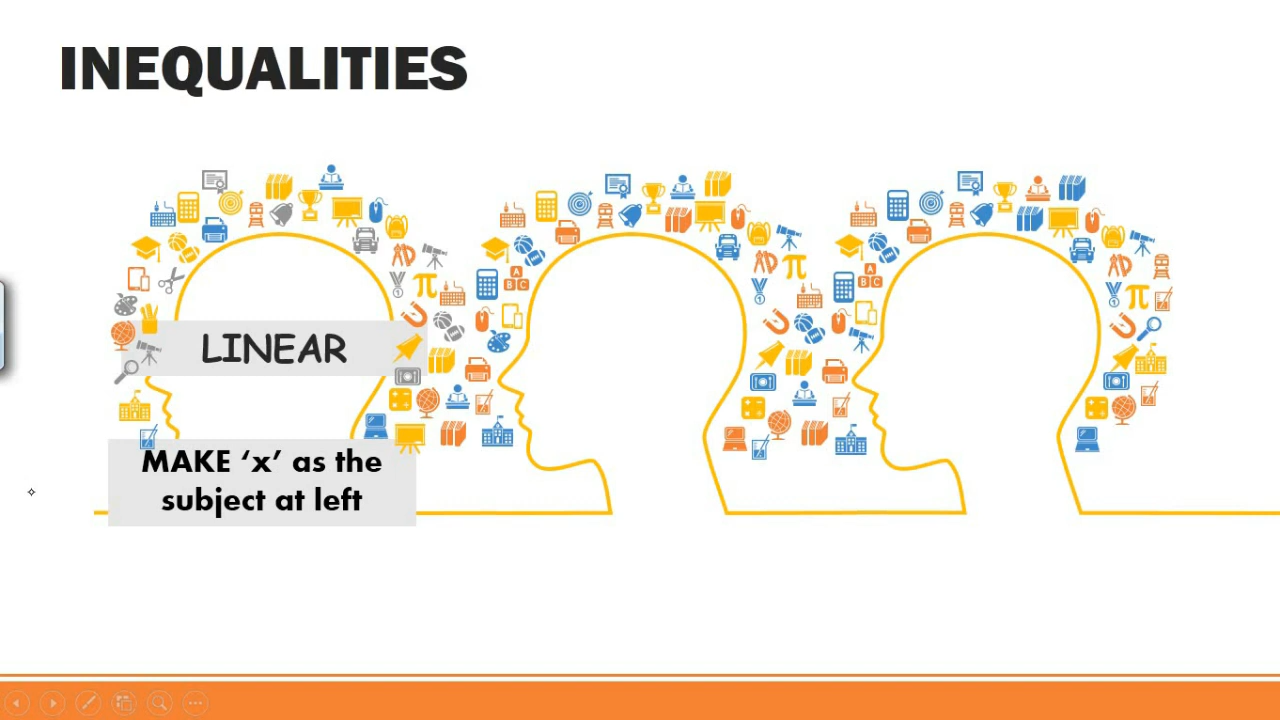 INEQUALITIES
LINEAR
MAKE ‘x’ as the
subject at left